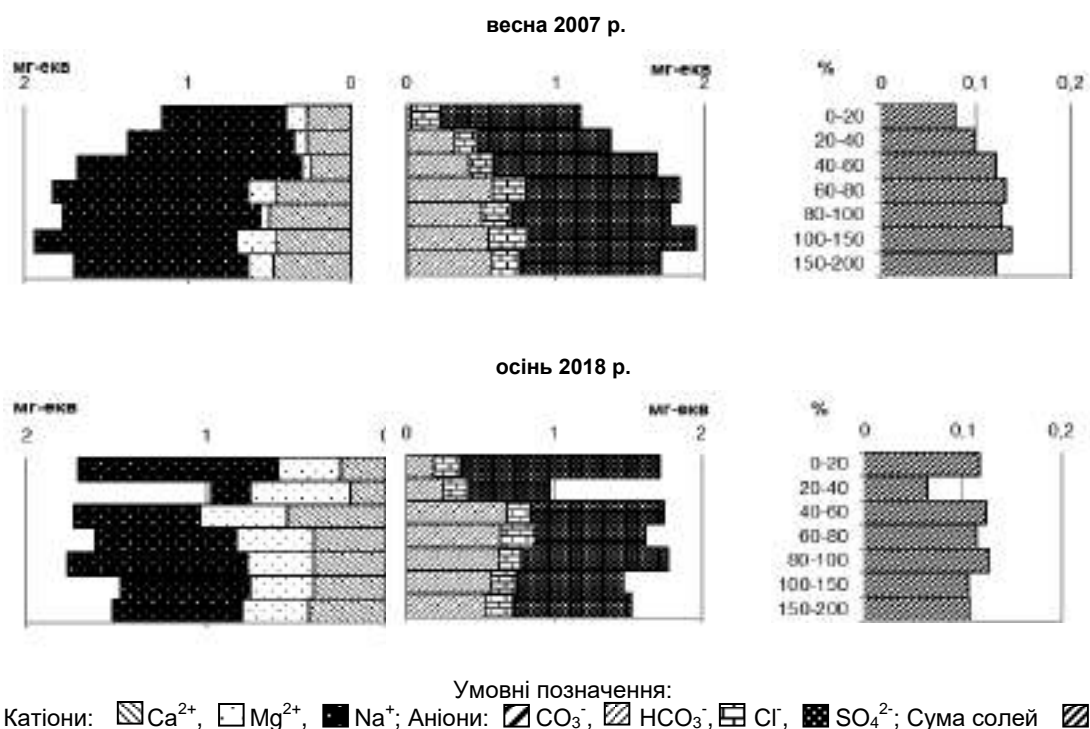 весна 2007 р.
мг-екв мг-екв %
2 1 0 0 1 2 0 0,1 0,2
0-20
20-40
40-60
60-80
80-100
100-150
150-200
осінь 2018 р.
мг-екв мг-екв %
2 1 0 1 2 0 0,1 0,2
0-20
20-40
40-60
60-80
80-100
100-150
150-200
Умовні позначення:
Катіони: Ca²⁺, Mg²⁺, Na⁺; Аніони: CO₃⁻, HCO₃⁻, Cl⁻, SO₄²⁻; Сума солей